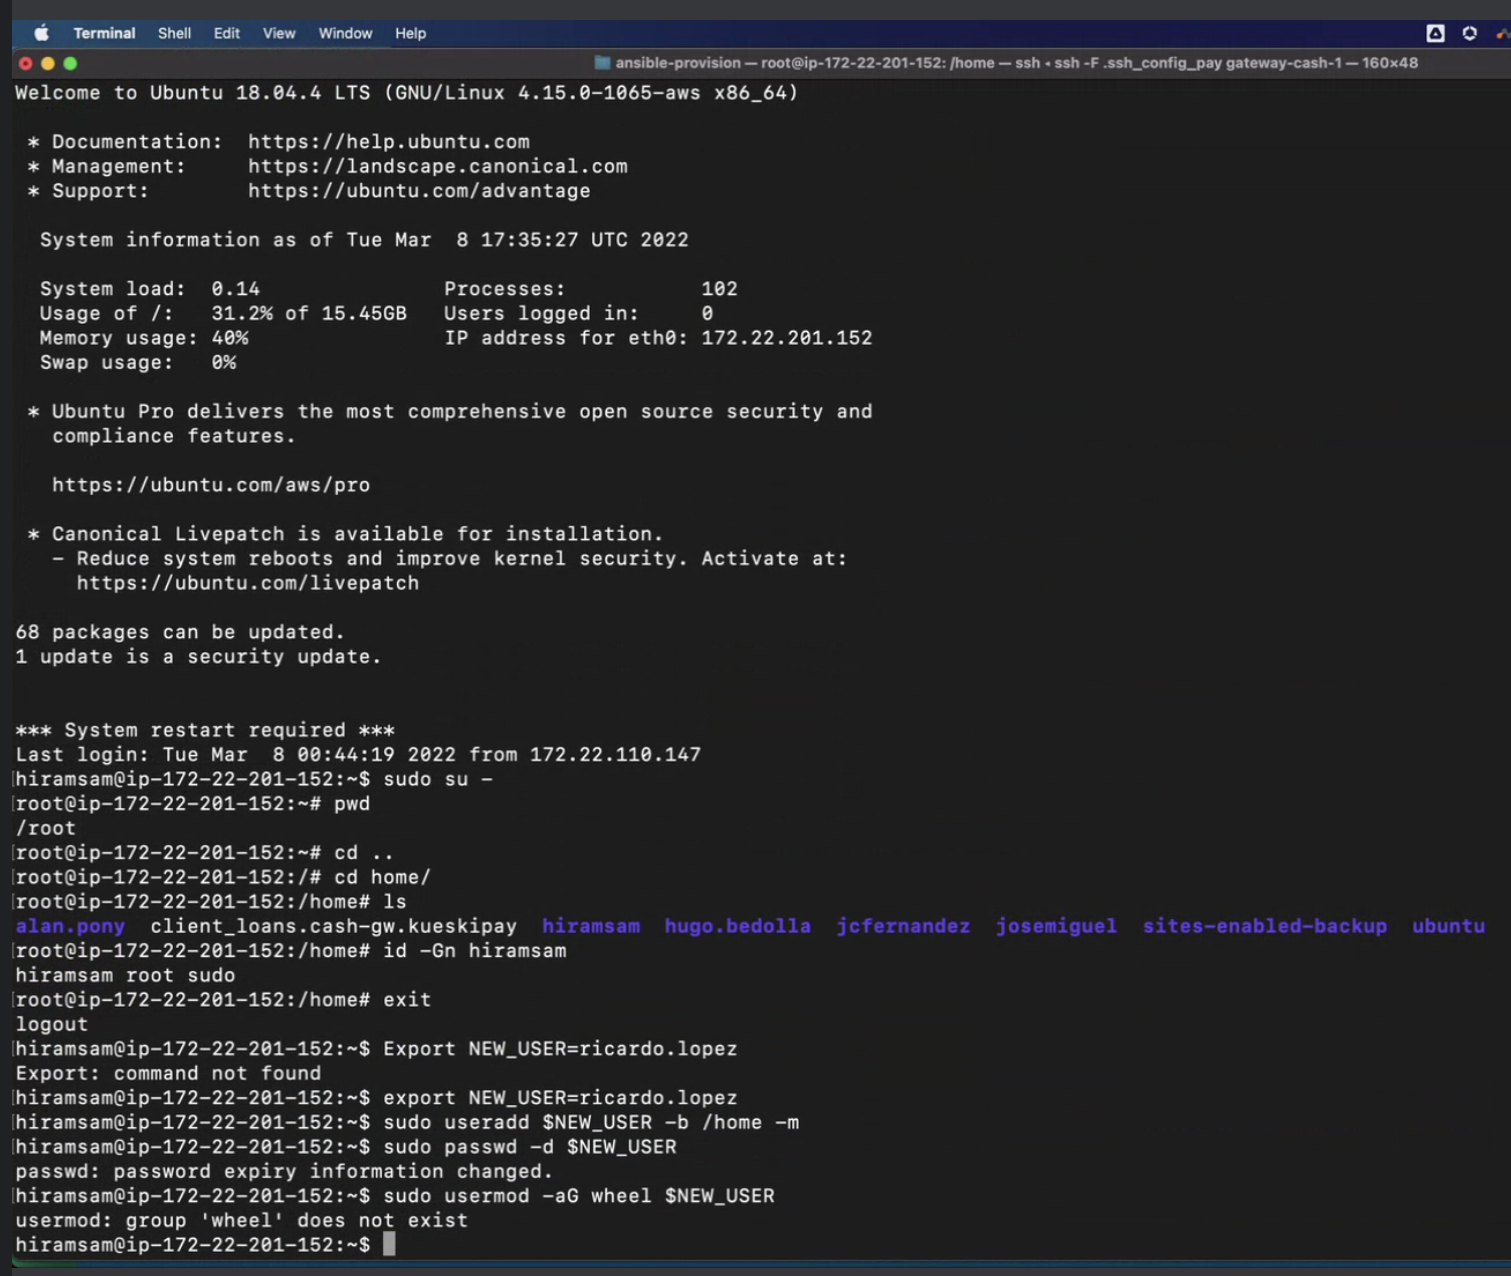 Terminal Shell Edit View Window Help
ansible-provision — root@ip-172-22-201-152: /home — ssh ◂ ssh -F .ssh_config_pay gateway-cash-1 — 160×48
Welcome to Ubuntu 18.04.4 LTS (GNU/Linux 4.15.0-1065-aws x86_64)
* Documentation:  https://help.ubuntu.com
* Management:     https://landscape.canonical.com
* Support:        https://ubuntu.com/advantage
System information as of Tue Mar  8 17:35:27 UTC 2022
System load:  0.14               Processes:           102
Usage of /:   31.2% of 15.45GB   Users logged in:     0
Memory usage: 40%                IP address for eth0: 172.22.201.152
Swap usage:   0%
* Ubuntu Pro delivers the most comprehensive open source security and
compliance features.
https://ubuntu.com/aws/pro
* Canonical Livepatch is available for installation.
- Reduce system reboots and improve kernel security. Activate at:
https://ubuntu.com/livepatch
68 packages can be updated.
1 update is a security update.
*** System restart required ***
Last login: Tue Mar  8 00:44:19 2022 from 172.22.110.147
[hiramsam@ip-172-22-201-152:~$ sudo su -
[root@ip-172-22-201-152:~# pwd
/root
[root@ip-172-22-201-152:~# cd ..
[root@ip-172-22-201-152:/# cd home/
[root@ip-172-22-201-152:/home# ls
alan.pony  client_loans.cash-gw.kueskipay  hiramsam  hugo.bedolla  jcfernandez  josemiguel  sites-enabled-backup  ubuntu
[root@ip-172-22-201-152:/home# id -Gn hiramsam
hiramsam root sudo
[root@ip-172-22-201-152:/home# exit
logout
[hiramsam@ip-172-22-201-152:~$ Export NEW_USER=ricardo.lopez
Export: command not found
[hiramsam@ip-172-22-201-152:~$ export NEW_USER=ricardo.lopez
[hiramsam@ip-172-22-201-152:~$ sudo useradd $NEW_USER -b /home -m
[hiramsam@ip-172-22-201-152:~$ sudo passwd -d $NEW_USER
passwd: password expiry information changed.
[hiramsam@ip-172-22-201-152:~$ sudo usermod -aG wheel $NEW_USER
usermod: group 'wheel' does not exist
hiramsam@ip-172-22-201-152:~$